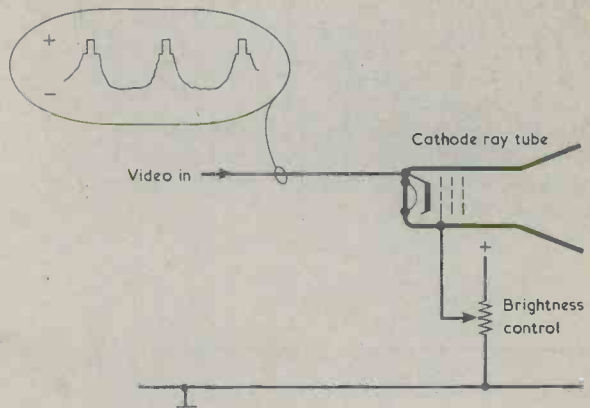 +
−
Cathode ray tube
Video in
+
Brightness
control